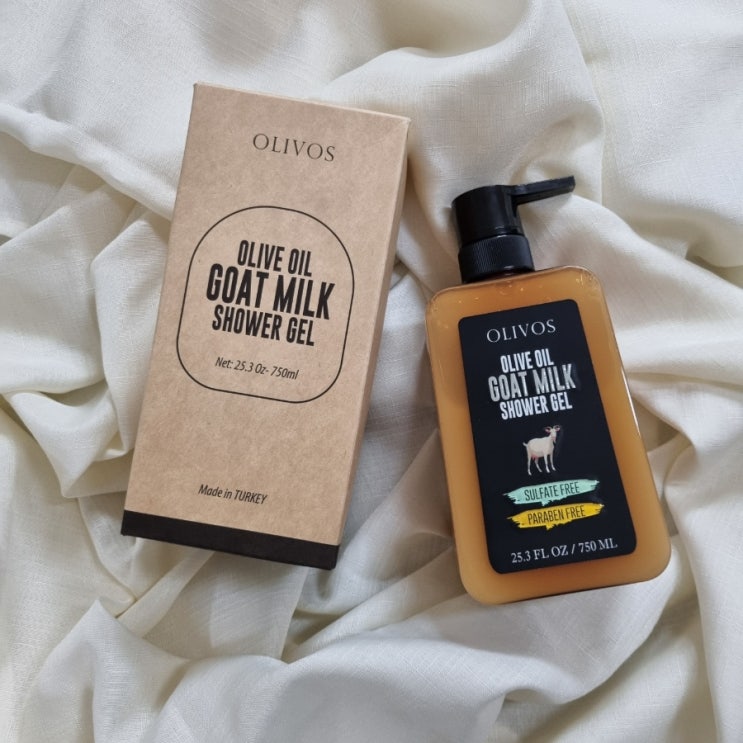 OLIVOS
OLIVE OIL
GOAT MILK
SHOWER GEL
Net: 25.3 Oz- 750ml
Made in TURKEY
OLIVOS
OLIVE OIL
GOAT MILK
SHOWER GEL
SULFATE FREE
PARABEN FREE
25.3 FL OZ / 750 ML